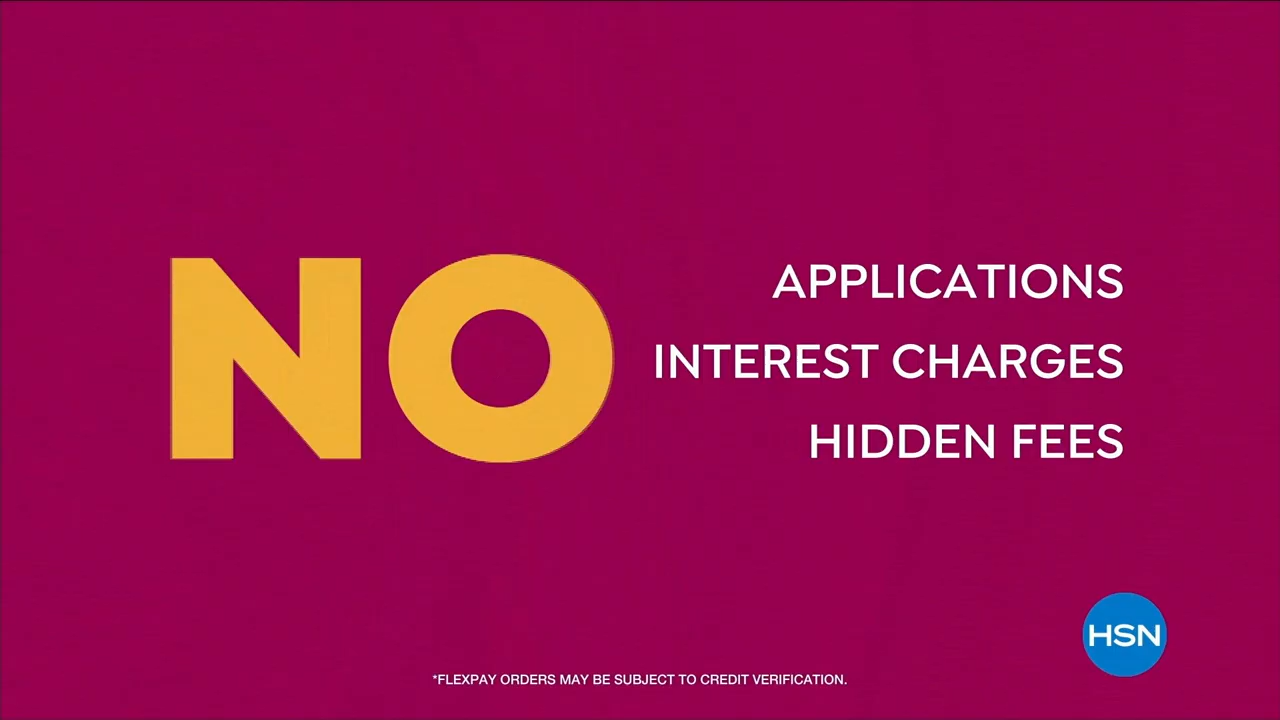 NO
APPLICATIONS
INTEREST CHARGES
HIDDEN FEES
HSN
*FLEXPAY ORDERS MAY BE SUBJECT TO CREDIT VERIFICATION.